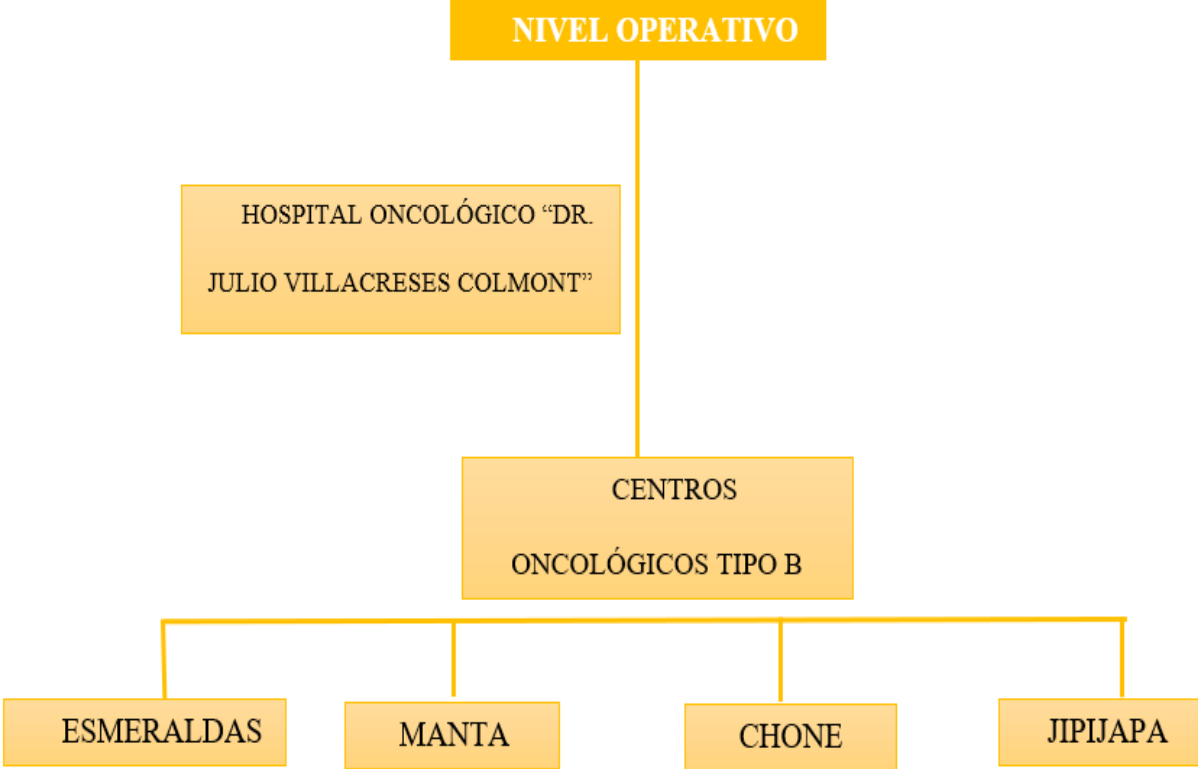 NIVEL OPERATIVO
HOSPITAL ONCOLÓGICO “DR.
JULIO VILLACRESES COLMONT”
CENTROS
ONCOLÓGICOS TIPO B
ESMERALDAS
MANTA
CHONE
JIPIJAPA